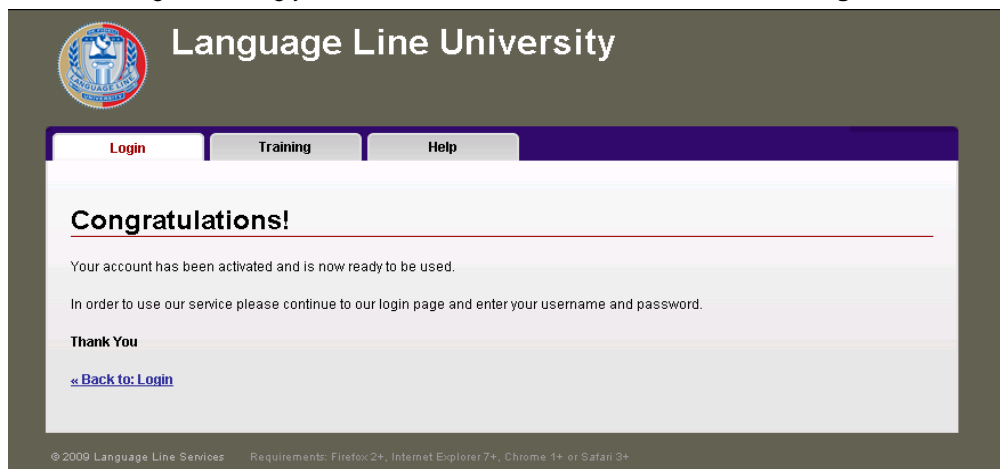 Language Line University
LANGUAGE LINE
UNIVERSITY
Login
Training
Help
Congratulations!
Your account has been activated and is now ready to be used.
In order to use our service please continue to our login page and enter your username and password.
Thank You
« Back to: Login
© 2009 Language Line Services Requirements: Firefox 2+, Internet Explorer 7+, Chrome 1+ or Safari 3+